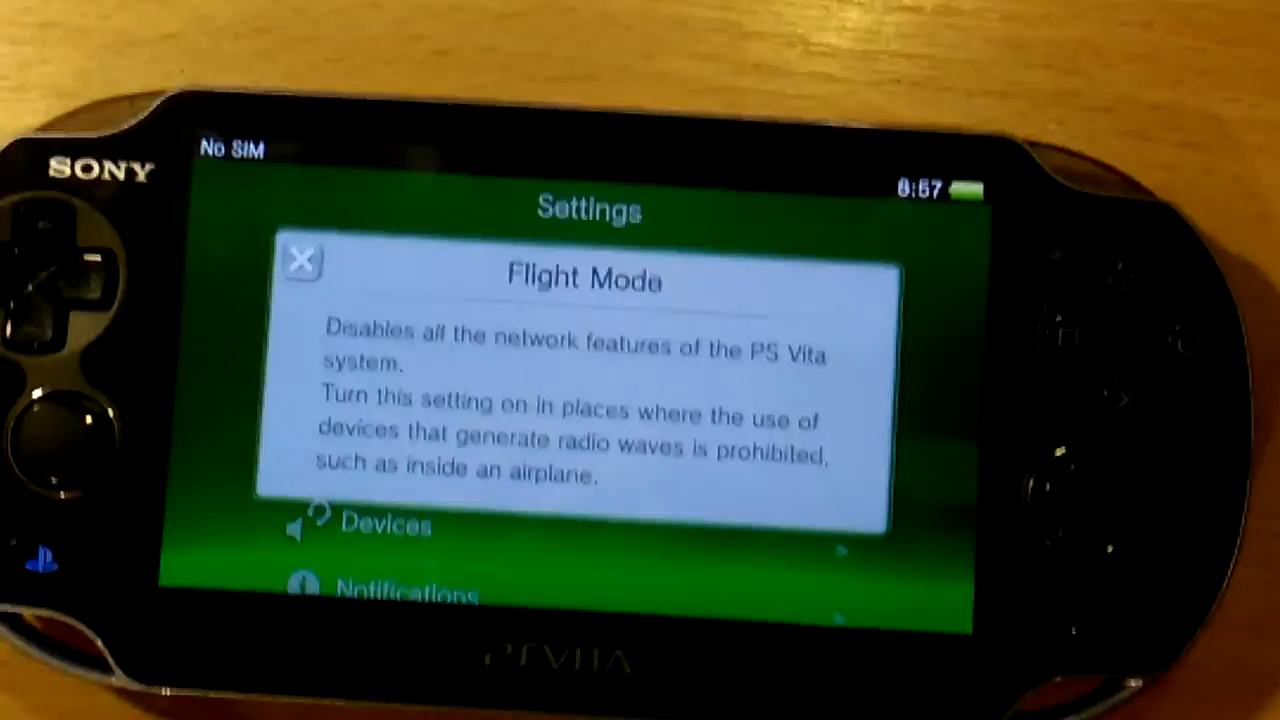 No SIM
SONY
8:57
Settings
Flight Mode
Disables all the network features of the PS Vita
system.
Turn this setting on in places where the use of
devices that generate radio waves is prohibited,
such as inside an airplane.
Devices
Notifications
PSVITA